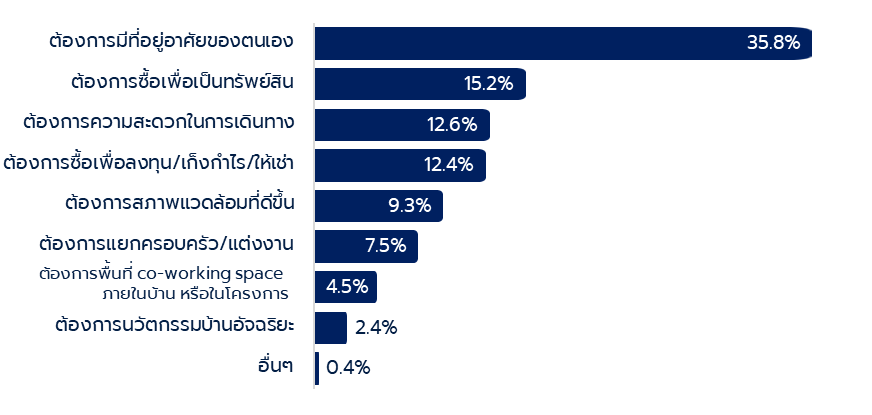 ต้องการมีที่อยู่อาศัยของตนเอง 35.8%
ต้องการซื้อเพื่อเป็นทรัพย์สิน 15.2%
ต้องการความสะดวกในการเดินทาง 12.6%
ต้องการซื้อเพื่อลงทุน/เก็งกำไร/ให้เช่า 12.4%
ต้องการสภาพแวดล้อมที่ดีขึ้น 9.3%
ต้องการแยกครอบครัว/แต่งงาน 7.5%
ต้องการพื้นที่ co-working space
ภายในบ้าน หรือในโครงการ 4.5%
ต้องการนวัตกรรมบ้านอัจฉริยะ 2.4%
อื่นๆ 0.4%